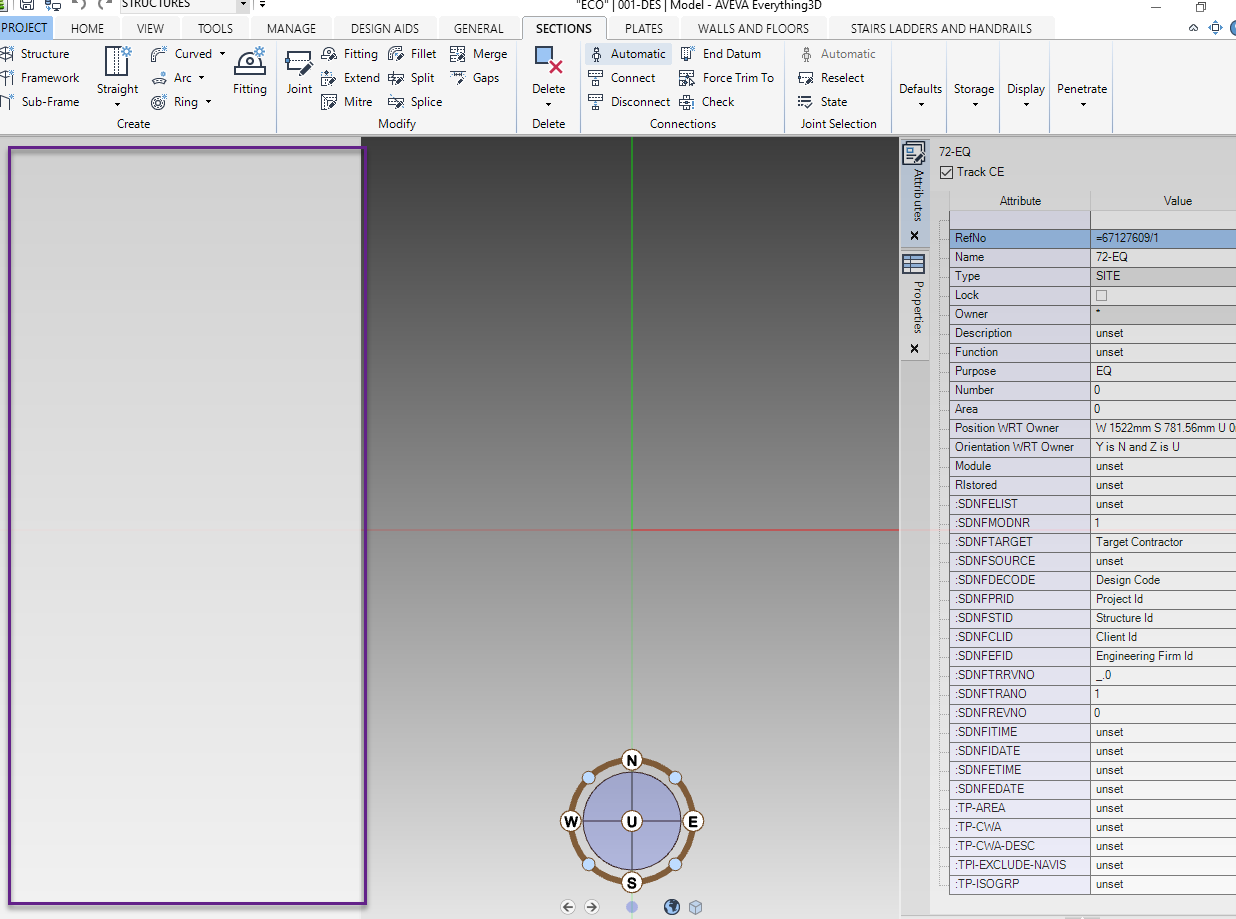 STRUCTURES "ECO" | 001-DES | Model - AVEVA Everything3D
PROJECT HOME VIEW TOOLS MANAGE DESIGN AIDS GENERAL SECTIONS PLATES WALLS AND FLOORS STAIRS LADDERS AND HANDRAILS
Structure
Framework
Sub-Frame
Straight
Curved
Arc
Ring
Fitting
Create
Joint
Fitting
Extend
Mitre
Fillet
Split
Splice
Merge
Gaps
Modify
Delete
Delete
Automatic
Connect
Disconnect
End Datum
Force Trim To
Check
Connections
Automatic
Reselect
State
Joint Selection
Defaults
Storage
Display
Penetrate
N
W U E
S
Attributes
Properties
72-EQ
Track CE
Attribute Value
RefNo =67127609/1
Name 72-EQ
Type SITE
Lock
Owner *
Description unset
Function unset
Purpose EQ
Number 0
Area 0
Position WRT Owner W 1522mm S 781.56mm U 0
Orientation WRT Owner Y is N and Z is U
Module unset
RIstored unset
:SDNFELIST unset
:SDNFMODNR 1
:SDNFTARGET Target Contractor
:SDNFSOURCE unset
:SDNFDECODE Design Code
:SDNFPRID Project Id
:SDNFSTID Structure Id
:SDNFCLID Client Id
:SDNFEFID Engineering Firm Id
:SDNFTRRVNO _.0
:SDNFTRANO 1
:SDNFREVNO 0
:SDNFITIME unset
:SDNFIDATE unset
:SDNFETIME unset
:SDNFEDATE unset
:TP-AREA unset
:TP-CWA unset
:TP-CWA-DESC unset
:TPI-EXCLUDE-NAVIS unset
:TP-ISOGRP unset